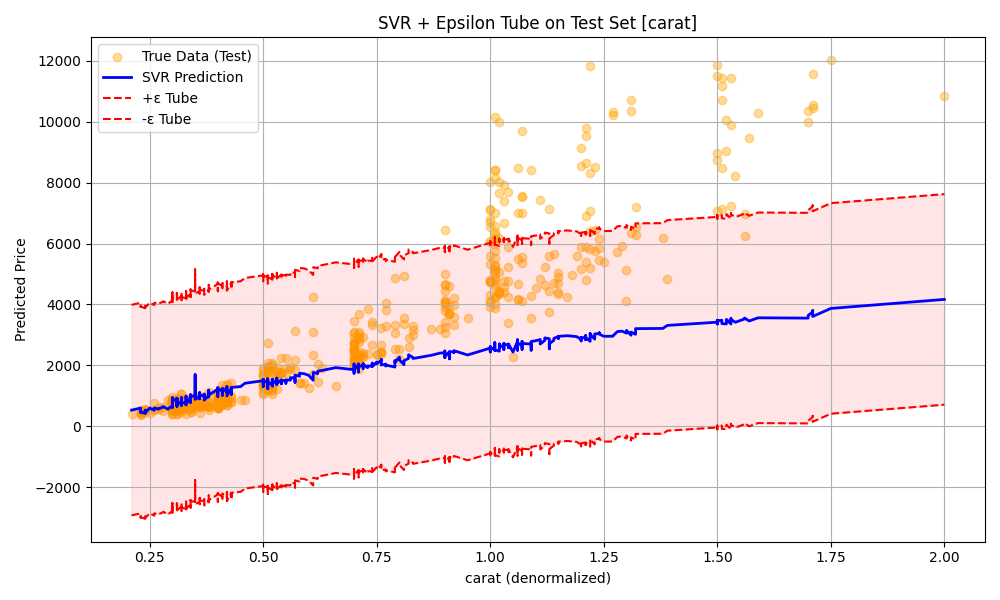 SVR + Epsilon Tube on Test Set [carat]
True Data (Test)
SVR Prediction
+ε Tube
-ε Tube
Predicted Price
12000
10000
8000
6000
4000
2000
0
−2000
0.25 0.50 0.75 1.00 1.25 1.50 1.75 2.00
carat (denormalized)